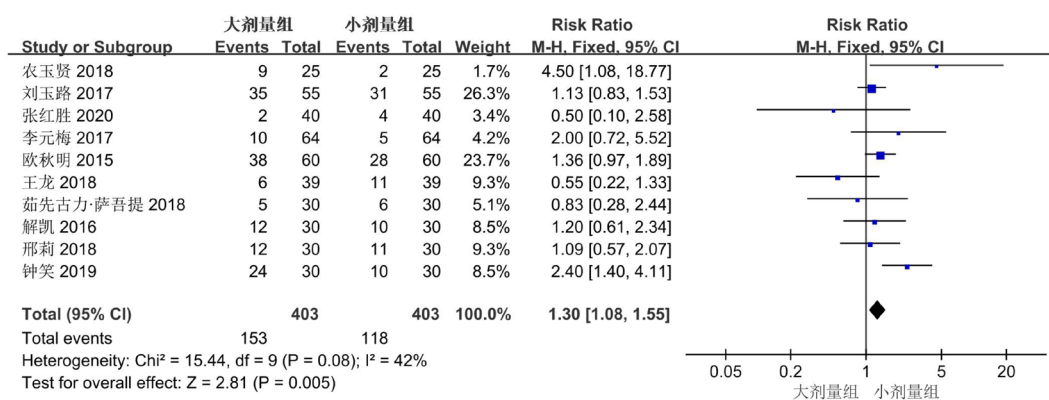 大剂量组 小剂量组 Risk Ratio Risk Ratio
Study or Subgroup Events Total Events Total Weight M-H, Fixed, 95% CI M-H, Fixed, 95% CI
农玉贤 2018 9 25 2 25 1.7% 4.50 [1.08, 18.77]
刘玉路 2017 35 55 31 55 26.3% 1.13 [0.83, 1.53]
张红胜 2020 2 40 4 40 3.4% 0.50 [0.10, 2.58]
李元梅 2017 10 64 5 64 4.2% 2.00 [0.72, 5.52]
欧秋明 2015 38 60 28 60 23.7% 1.36 [0.97, 1.89]
王龙 2018 6 39 11 39 9.3% 0.55 [0.22, 1.33]
茹先古力·萨吾提 2018 5 30 6 30 5.1% 0.83 [0.28, 2.44]
解凯 2016 12 30 10 30 8.5% 1.20 [0.61, 2.34]
邢莉 2018 12 30 11 30 9.3% 1.09 [0.57, 2.07]
钟笑 2019 24 30 10 30 8.5% 2.40 [1.40, 4.11]
Total (95% CI) 403 403 100.0% 1.30 [1.08, 1.55]
Total events 153 118
Heterogeneity: Chi² = 15.44, df = 9 (P = 0.08); I² = 42%
Test for overall effect: Z = 2.81 (P = 0.005)
0.05 0.2 1 5 20
大剂量组 小剂量组